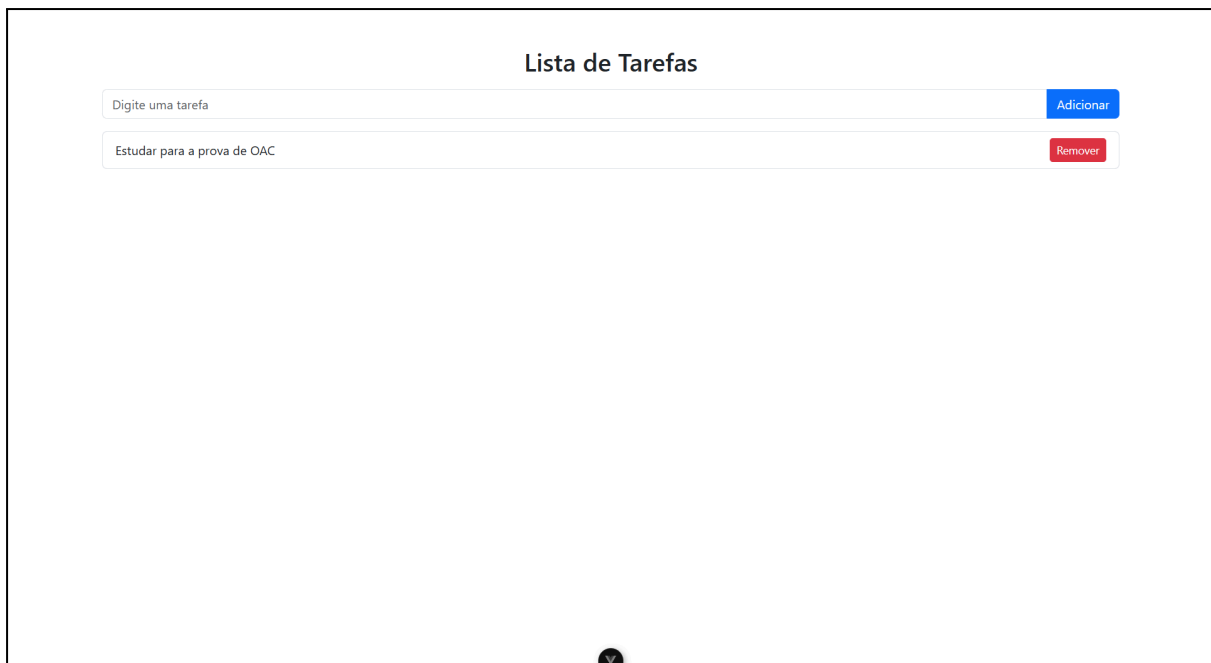 Lista de Tarefas
Digite uma tarefa
Adicionar
Estudar para a prova de OAC
Remover